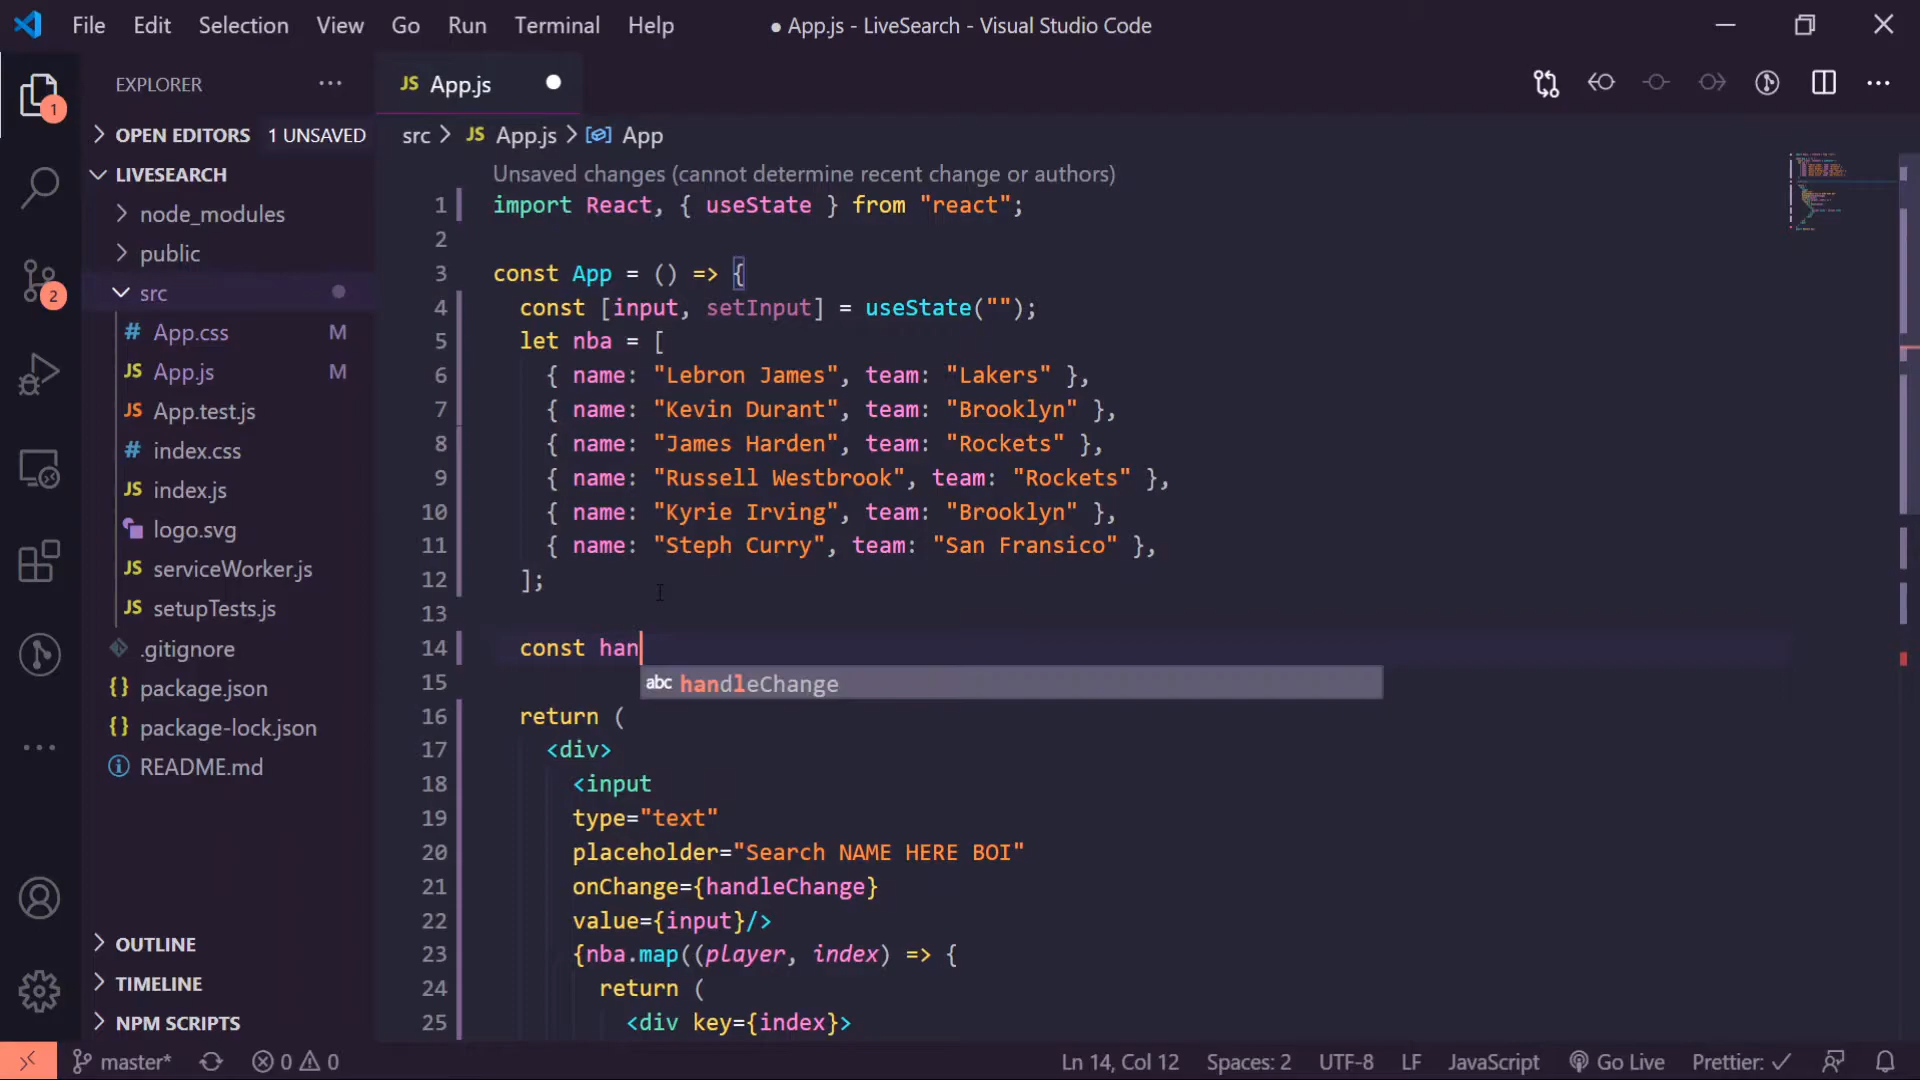 File Edit Selection View Go Run Terminal Help
● App.js - LiveSearch - Visual Studio Code
EXPLORER
JS App.js
1
OPEN EDITORS 1 UNSAVED
src > JS App.js > App
LIVESEARCH
node_modules
public
src
# App.css M
JS App.js M
JS App.test.js
# index.css
JS index.js
logo.svg
JS serviceWorker.js
JS setupTests.js
.gitignore
{} package.json
{} package-lock.json
README.md
2
OUTLINE
TIMELINE
NPM SCRIPTS
Unsaved changes (cannot determine recent change or authors)
1 import React, { useState } from "react";
2
3 const App = () => {
4 const [input, setInput] = useState("");
5 let nba = [
6 { name: "Lebron James", team: "Lakers" },
7 { name: "Kevin Durant", team: "Brooklyn" },
8 { name: "James Harden", team: "Rockets" },
9 { name: "Russell Westbrook", team: "Rockets" },
10 { name: "Kyrie Irving", team: "Brooklyn" },
11 { name: "Steph Curry", team: "San Fransico" },
12 ];
13
14 const han
15 abc handleChange
16 return (
17 <div>
18 <input
19 type="text"
20 placeholder="Search NAME HERE BOI"
21 onChange={handleChange}
22 value={input}/>
23 {nba.map((player, index) => {
24 return (
25 <div key={index}>
master* 0 0 Ln 14, Col 12 Spaces: 2 UTF-8 LF JavaScript Go Live Prettier: ✓